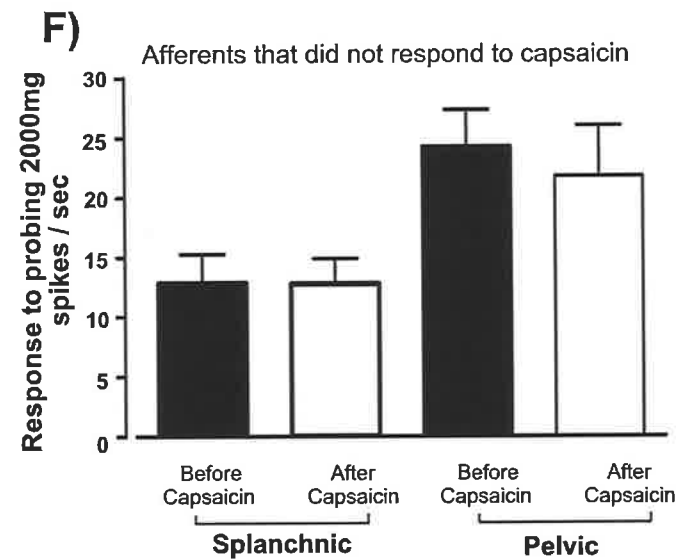 F)
Afferents that did not respond to capsaicin
Response to probing 2000mg
spikes / sec
30
25
20
15
10
5
0
Before
Capsaicin
After
Capsaicin
Before
Capsaicin
After
Capsaicin
Splanchnic
Pelvic